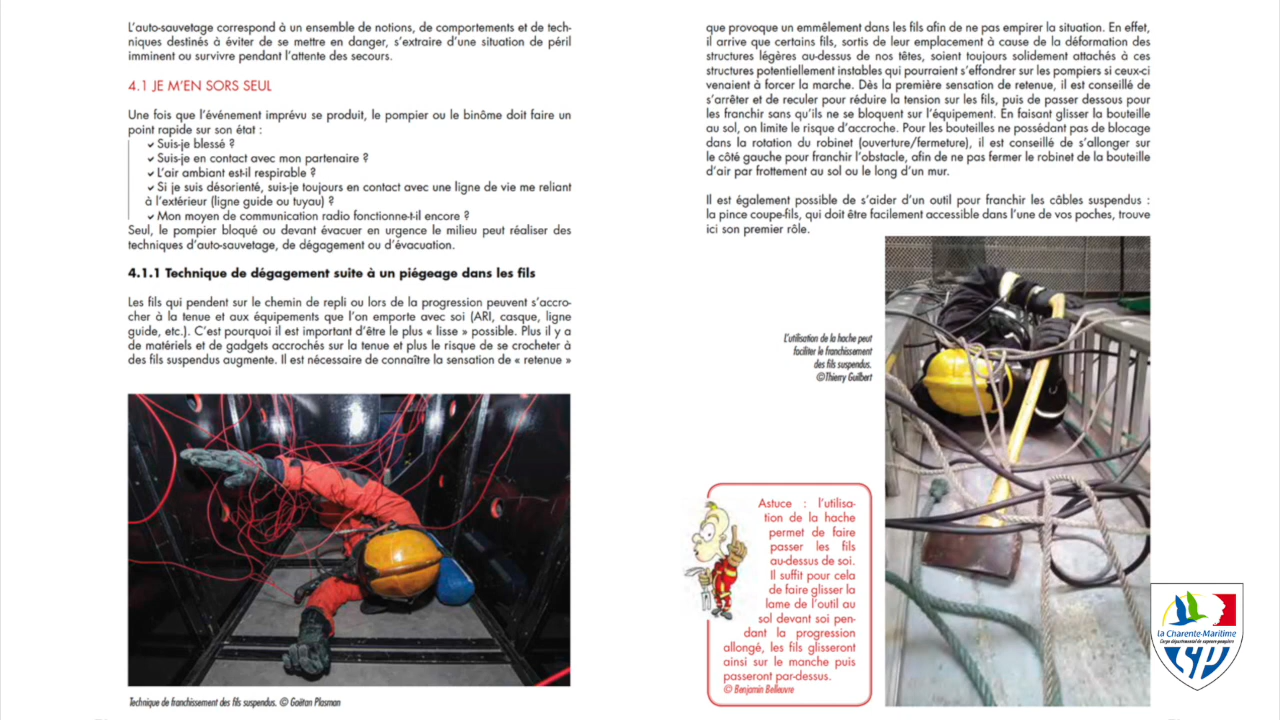 L'auto-sauvetage correspond à un ensemble de notions, de comportements et de tech-
niques destinés à éviter de se mettre en danger, s'extraire d'une situation de péril
imminent ou survivre pendant l'attente des secours.
4.1 JE M'EN SORS SEUL
Une fois que l'événement imprévu se produit, le pompier ou le binôme doit faire un
point rapide sur son état :
✓ Suis-je blessé ?
✓ Suis-je en contact avec mon partenaire ?
✓ L'air ambiant est-il respirable ?
✓ Si je suis désorienté, suis-je toujours en contact avec une ligne de vie me reliant
à l'extérieur (ligne guide ou tuyau) ?
✓ Mon moyen de communication radio fonctionne-t-il encore ?
Seul, le pompier bloqué ou devant évacuer en urgence le milieu peut réaliser des
techniques d'auto-sauvetage, de dégagement ou d'évacuation.
4.1.1 Technique de dégagement suite à un piégeage dans les fils
Les fils qui pendent sur le chemin de repli ou lors de la progression peuvent s'accro-
cher à la tenue et aux équipements que l'on emporte avec soi (ARI, casque, ligne
guide, etc.). C'est pourquoi il est important d'être le plus « lisse » possible. Plus il y a
de matériels et de gadgets accrochés sur la tenue et plus le risque de se crocheter à
des fils suspendus augmente. Il est nécessaire de connaître la sensation de « retenue »
Technique de franchissement des fils suspendus. © Gaëtan Plasman
que provoque un emmêlement dans les fils afin de ne pas empirer la situation. En effet,
il arrive que certains fils, sortis de leur emplacement à cause de la déformation des
structures légères au-dessus de nos têtes, soient toujours solidement attachés à ces
structures potentiellement instables qui pourraient s'effondrer sur les pompiers si ceux-ci
venaient à forcer la marche. Dès la première sensation de retenue, il est conseillé de
s'arrêter et de reculer pour réduire la tension sur les fils, puis de passer dessous pour
les franchir sans qu'ils ne se bloquent sur l'équipement. En faisant glisser la bouteille
au sol, on limite le risque d'accroche. Pour les bouteilles ne possédant pas de blocage
dans la rotation du robinet (ouverture/fermeture), il est conseillé de s'allonger sur
le côté gauche pour franchir l'obstacle, afin de ne pas fermer le robinet de la bouteille
d'air par frottement au sol ou le long d'un mur.
Il est également possible de s'aider d'un outil pour franchir les câbles suspendus :
la pince coupe-fils, qui doit être facilement accessible dans l'une de vos poches, trouve
ici son premier rôle.
L'utilisation de la hache peut
faciliter le franchissement
des fils suspendus.
©Thierry Guilbert
Astuce : l'utilisa-
tion de la hache
permet de faire
passer les fils
au-dessus de soi.
Il suffit pour cela
de faire glisser la
lame de l'outil au
sol devant soi pen-
dant la progression
allongé, les fils glisseront
ainsi sur le manche puis
passeront par-dessus.
© Benjamin Belleuvre
la Charente-Maritime
Corps départemental de sapeurs pompiers